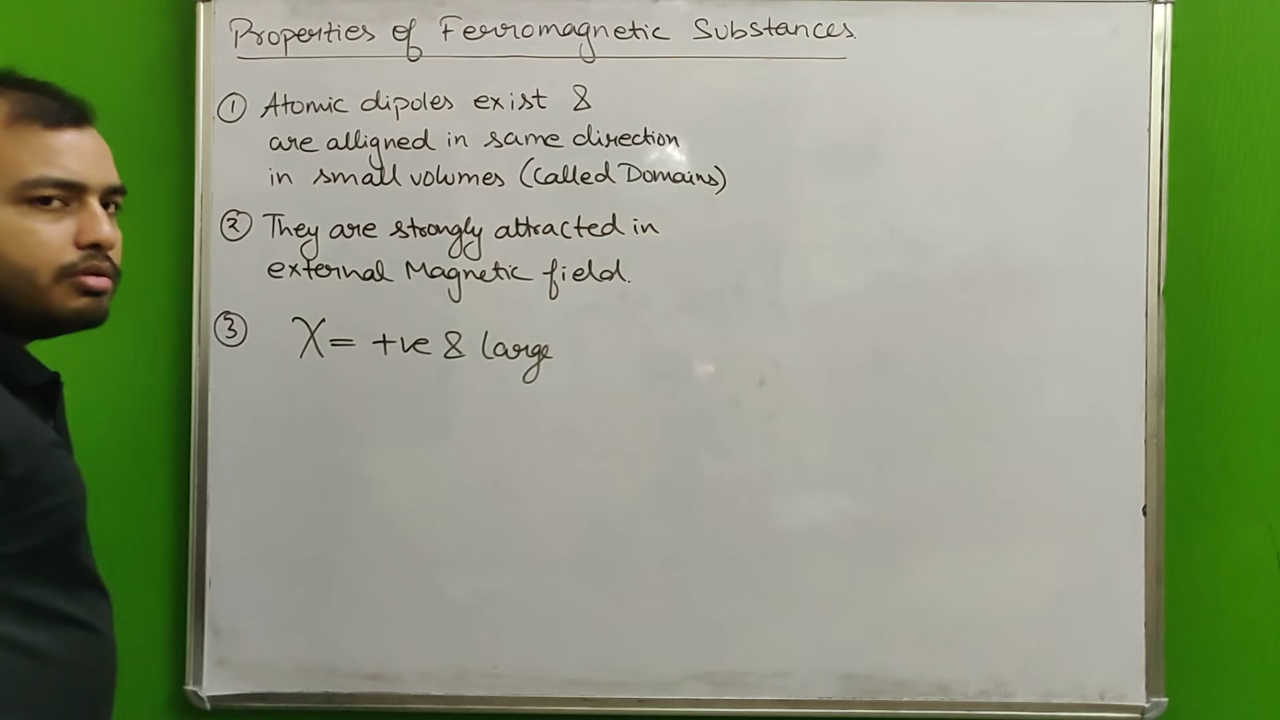 Properties of Ferromagnetic Substances.
① Atomic dipoles exist &
are alligned in same direction
in small volumes (Called Domains)
② They are strongly attracted in
external Magnetic field.
③ χ = +ve & large